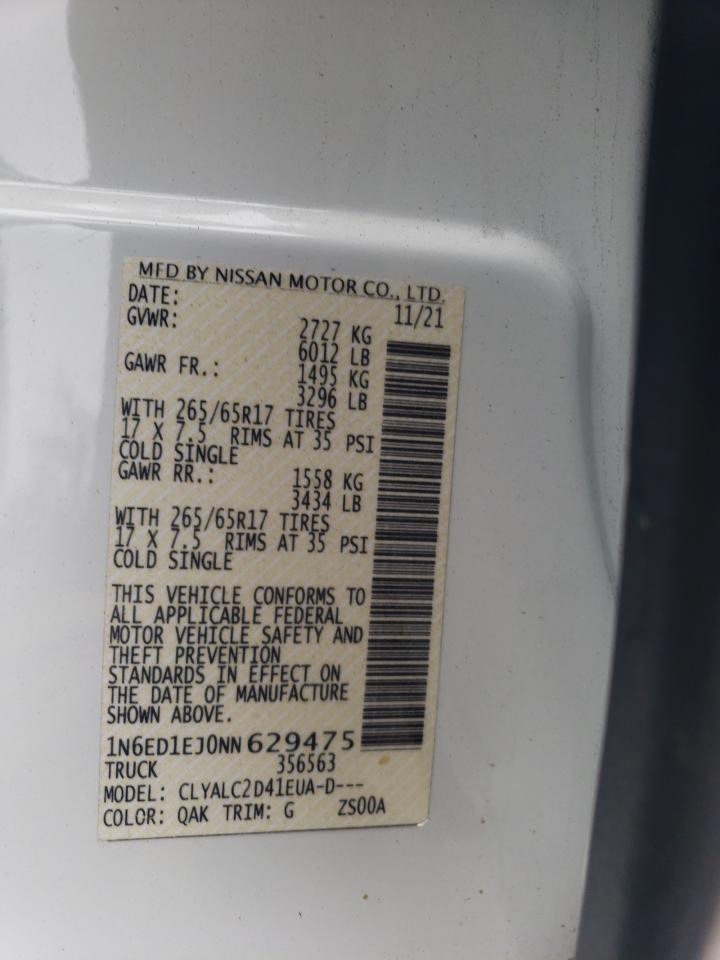 MFD BY NISSAN MOTOR CO., LTD.
DATE: 11/21
GVWR: 2727 KG
6012 LB
GAWR FR.: 1495 KG
3296 LB
WITH 265/65R17 TIRES
17 X 7.5 RIMS AT 35 PSI
COLD SINGLE
GAWR RR.: 1558 KG
3434 LB
WITH 265/65R17 TIRES
17 X 7.5 RIMS AT 35 PSI
COLD SINGLE
THIS VEHICLE CONFORMS TO
ALL APPLICABLE FEDERAL
MOTOR VEHICLE SAFETY AND
THEFT PREVENTION
STANDARDS IN EFFECT ON
THE DATE OF MANUFACTURE
SHOWN ABOVE.
1N6ED1EJ0NN 629475
TRUCK 356563
MODEL: CLYALC2D41EUA-D---
COLOR: QAK TRIM: G ZS00A